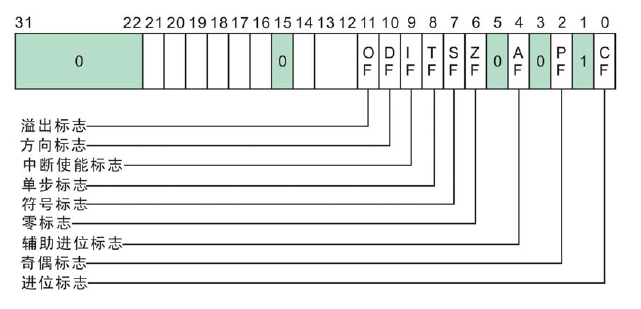 31 22 21 20 19 18 17 16 15 14 13 12 11 10 9 8 7 6 5 4 3 2 1 0
0 0 OF DF IF TF SF ZF 0 AF 0 PF 1 CF
溢出标志
方向标志
中断使能标志
单步标志
符号标志
零标志
辅助进位标志
奇偶标志
进位标志